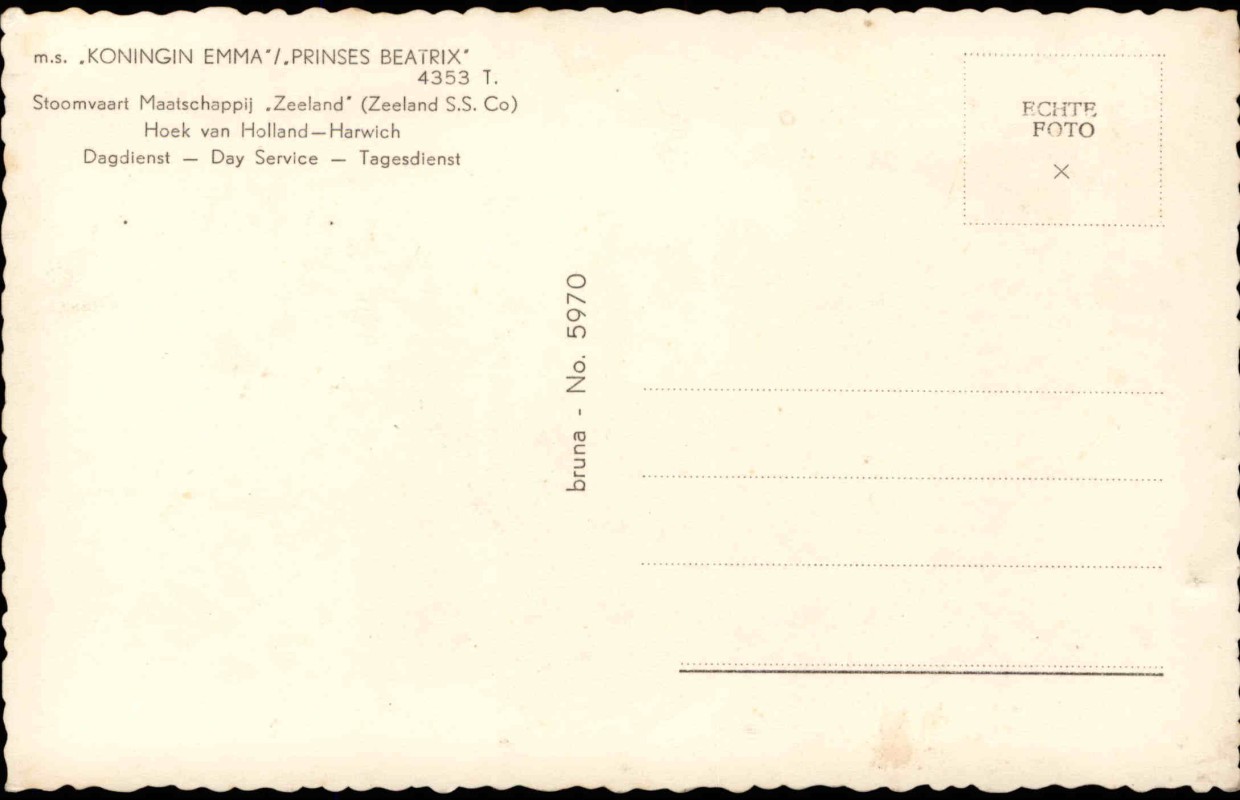 m.s. „KONINGIN EMMA"/„PRINSES BEATRIX"
4353 T.
Stoomvaart Maatschappij „Zeeland" (Zeeland S.S. Co)
Hoek van Holland—Harwich
Dagdienst — Day Service — Tagesdienst
ECHTE
FOTO
×
bruna - No. 5970